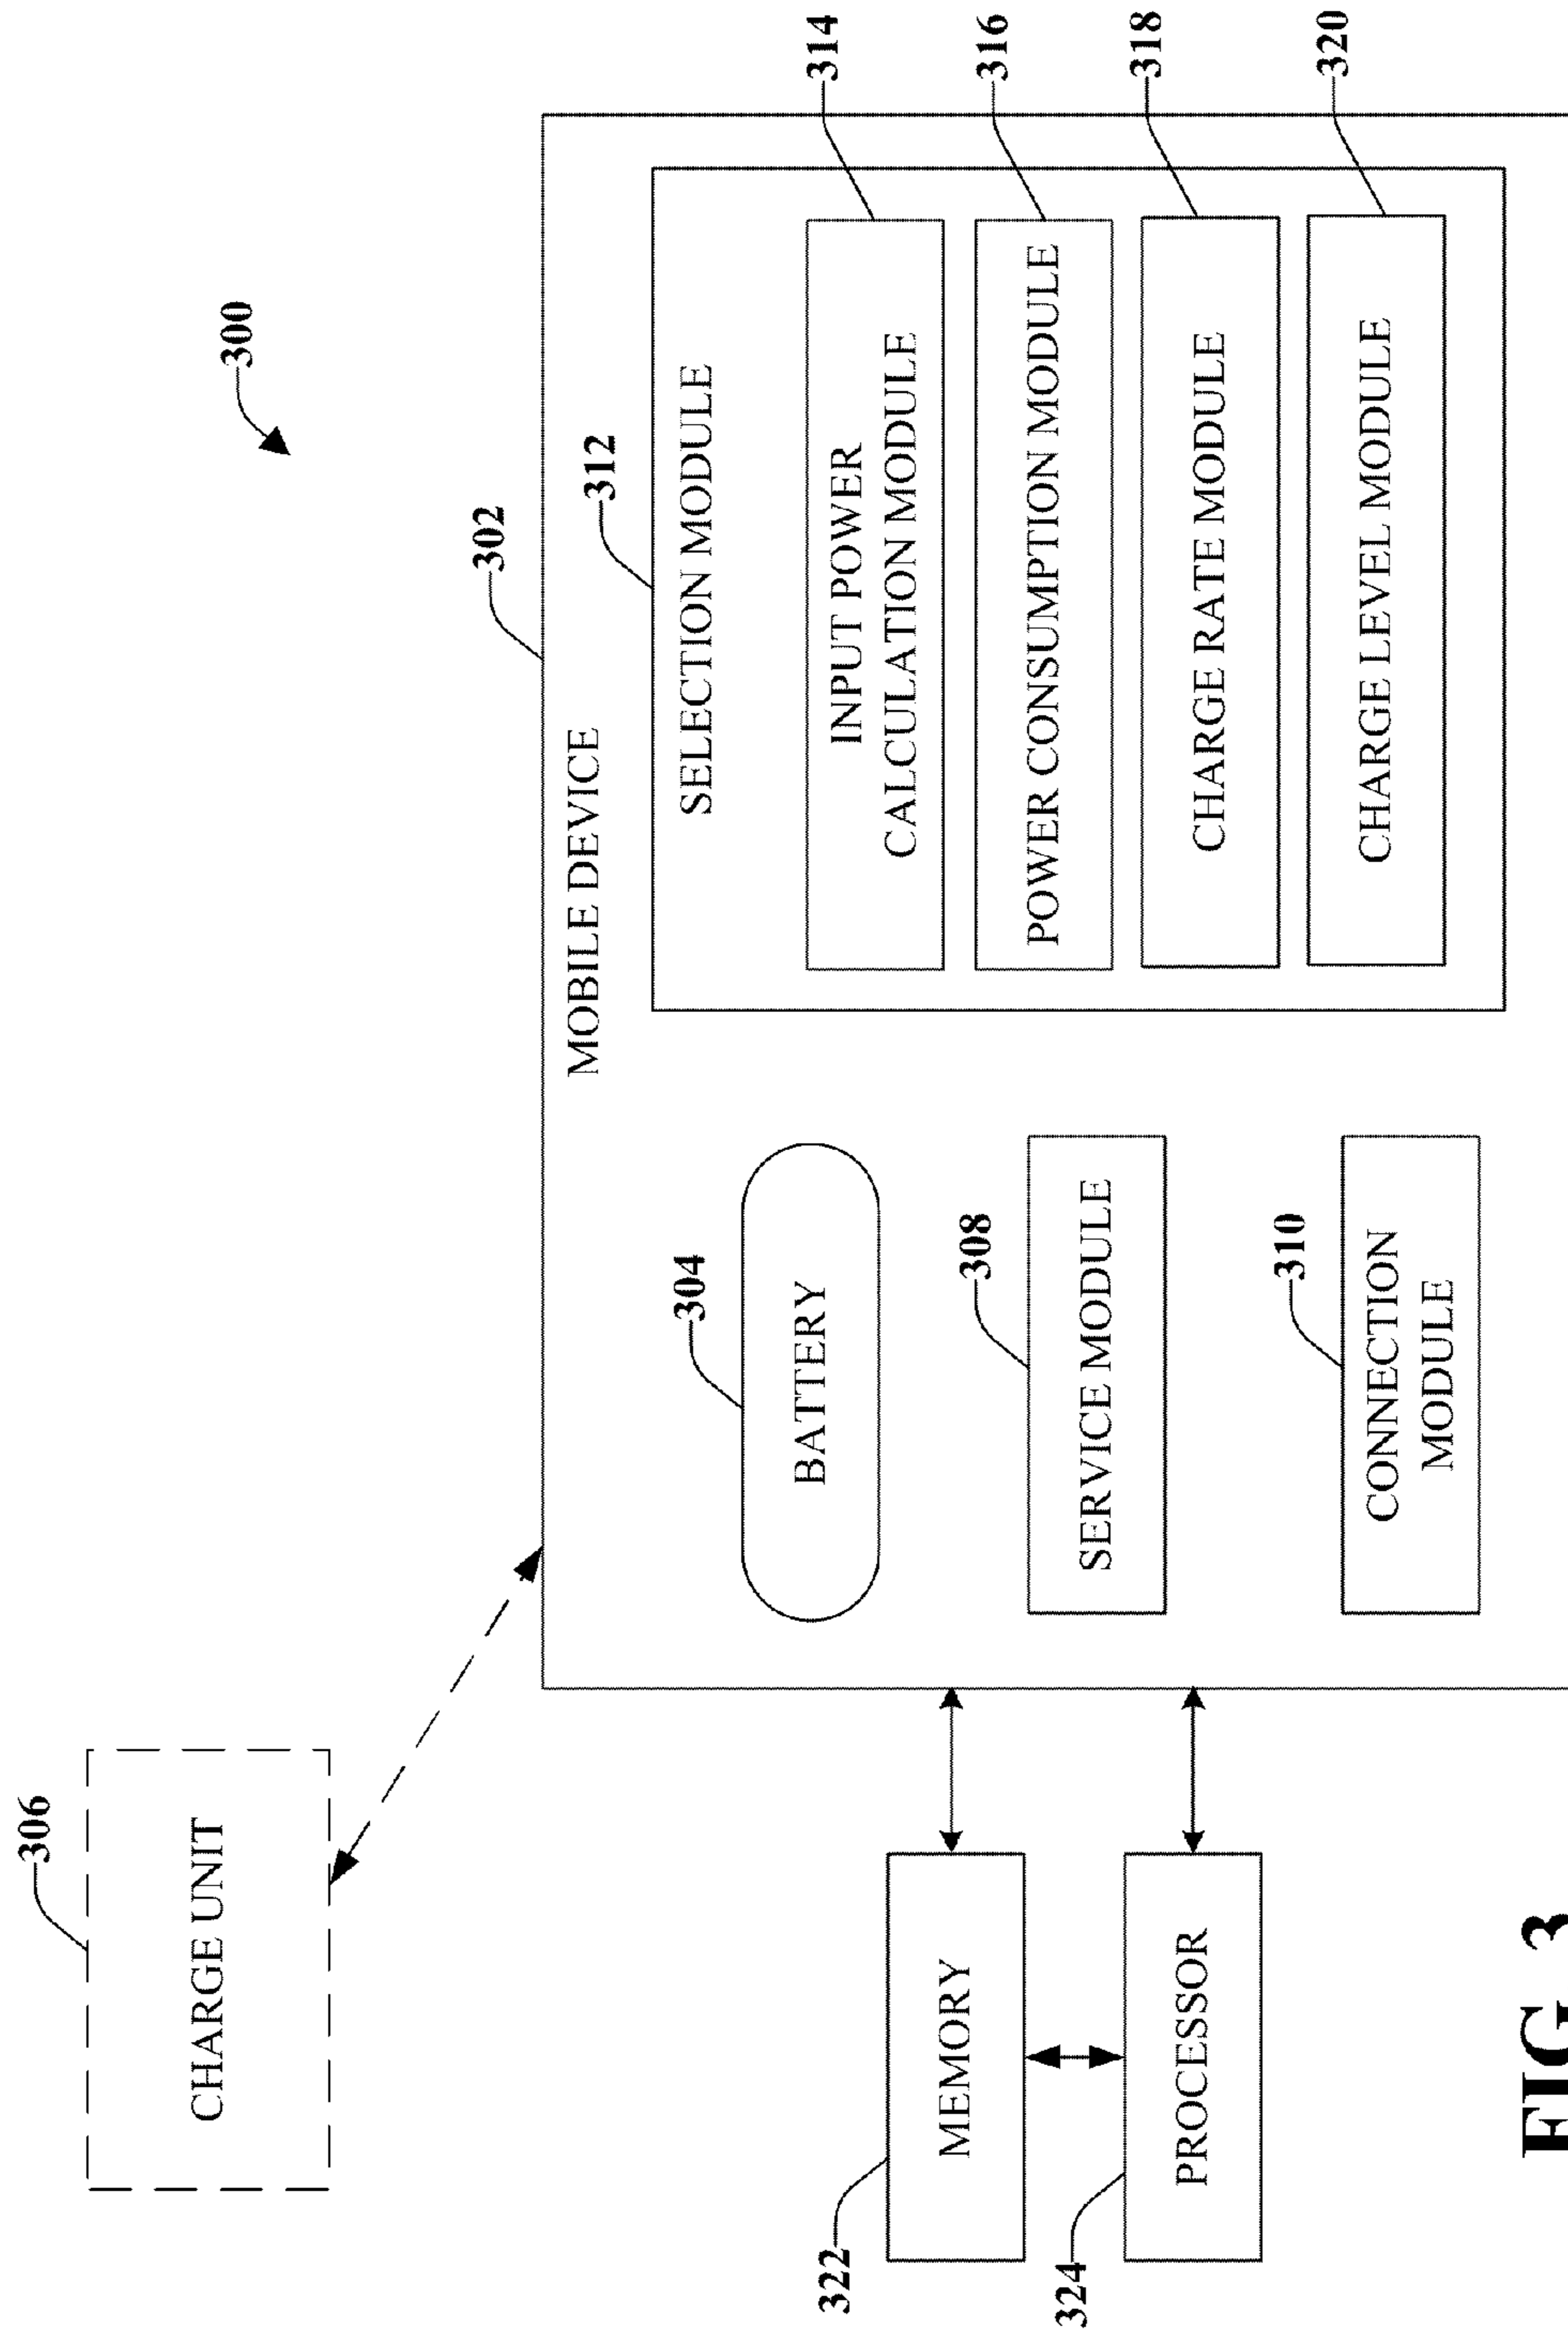 300
306
CHARGE UNIT
302
MOBILE DEVICE
312
SELECTION MODULE
304
BATTERY
INPUT POWER
CALCULATION MODULE
314
322
MEMORY
308
SERVICE MODULE
POWER CONSUMPTION MODULE
316
324
PROCESSOR
CHARGE RATE MODULE
318
310
CONNECTION
MODULE
CHARGE LEVEL MODULE
320
FIG. 3